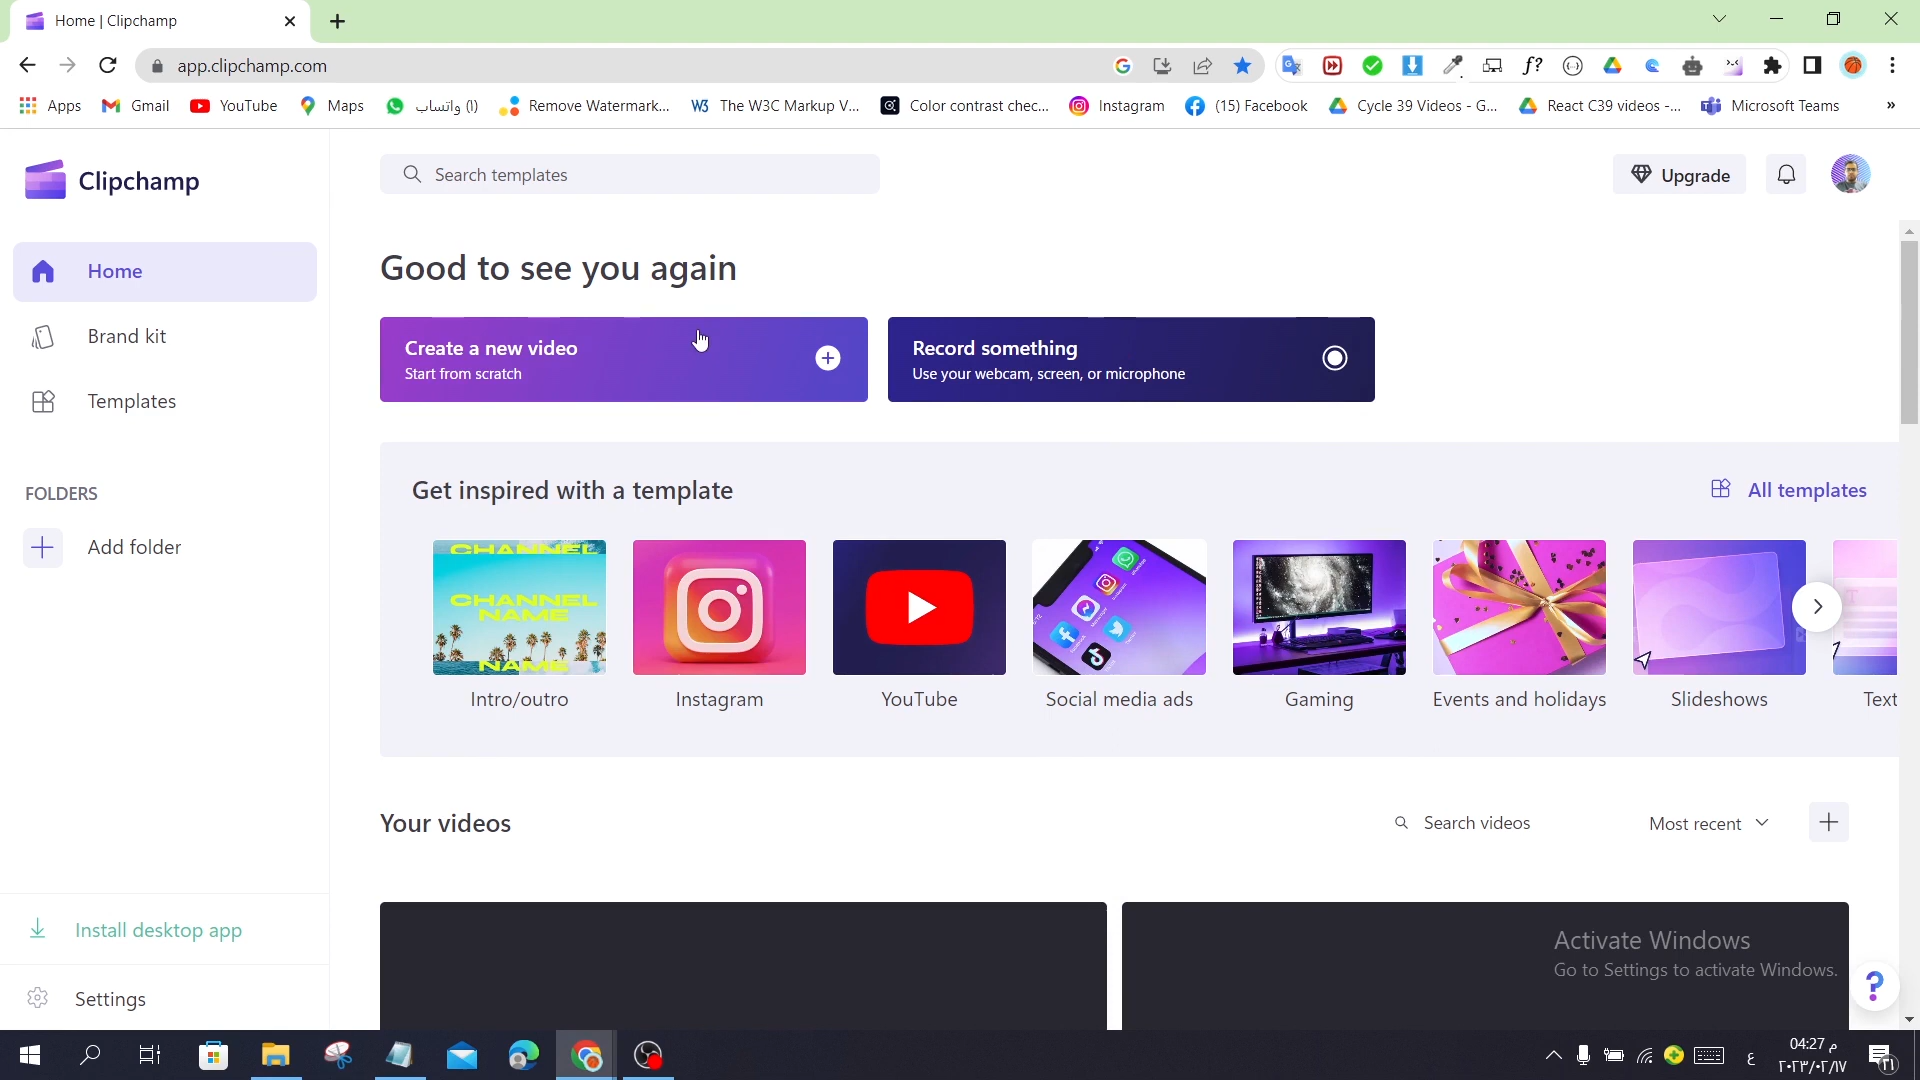 Home | Clipchamp
app.clipchamp.com
Apps
Gmail
YouTube
Maps
(1) واتساب
Remove Watermark...
The W3C Markup V...
Color contrast chec...
Instagram
(15) Facebook
Cycle 39 Videos - G...
React C39 videos -...
Microsoft Teams
»
Clipchamp
Search templates
Upgrade
Home
Brand kit
Templates
FOLDERS
Add folder
Install desktop app
Settings
Good to see you again
Create a new video
Start from scratch
Record something
Use your webcam, screen, or microphone
Get inspired with a template
All templates
CHANNEL
CHANNEL
NAME
NAME
Intro/outro
Instagram
YouTube
Social media ads
Gaming
Events and holidays
Slideshows
Text
Your videos
Search videos
Most recent
Activate Windows
Go to Settings to activate Windows.
?
ع
04:27 م
٢٠٢٣/٠٢/١٧
٢١